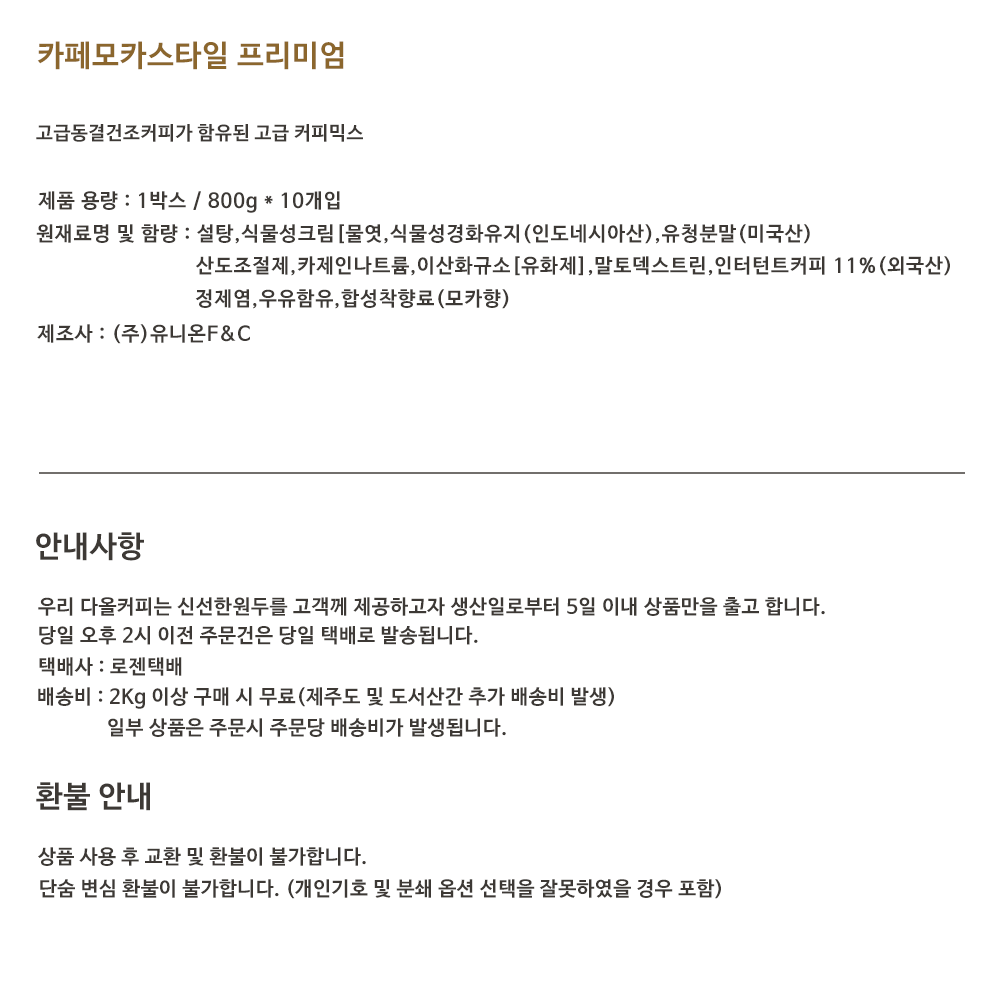 카페모카스타일 프리미엄
고급동결건조커피가 함유된 고급 커피믹스
제품 용량 : 1박스 / 800g * 10개입
원재료명 및 함량 : 설탕,식물성크림[물엿,식물성경화유지(인도네시아산),유청분말(미국산)
산도조절제,카제인나트륨,이산화규소[유화제],말토덱스트린,인터턴트커피 11%(외국산)
정제염,우유함유,합성착향료(모카향)
제조사 : (주)유니온F&C
안내사항
우리 다올커피는 신선한원두를 고객께 제공하고자 생산일로부터 5일 이내 상품만을 출고 합니다.
당일 오후 2시 이전 주문건은 당일 택배로 발송됩니다.
택배사 : 로젠택배
배송비 : 2Kg 이상 구매 시 무료(제주도 및 도서산간 추가 배송비 발생)
일부 상품은 주문시 주문당 배송비가 발생됩니다.
환불 안내
상품 사용 후 교환 및 환불이 불가합니다.
단숨 변심 환불이 불가합니다. (개인기호 및 분쇄 옵션 선택을 잘못하였을 경우 포함)